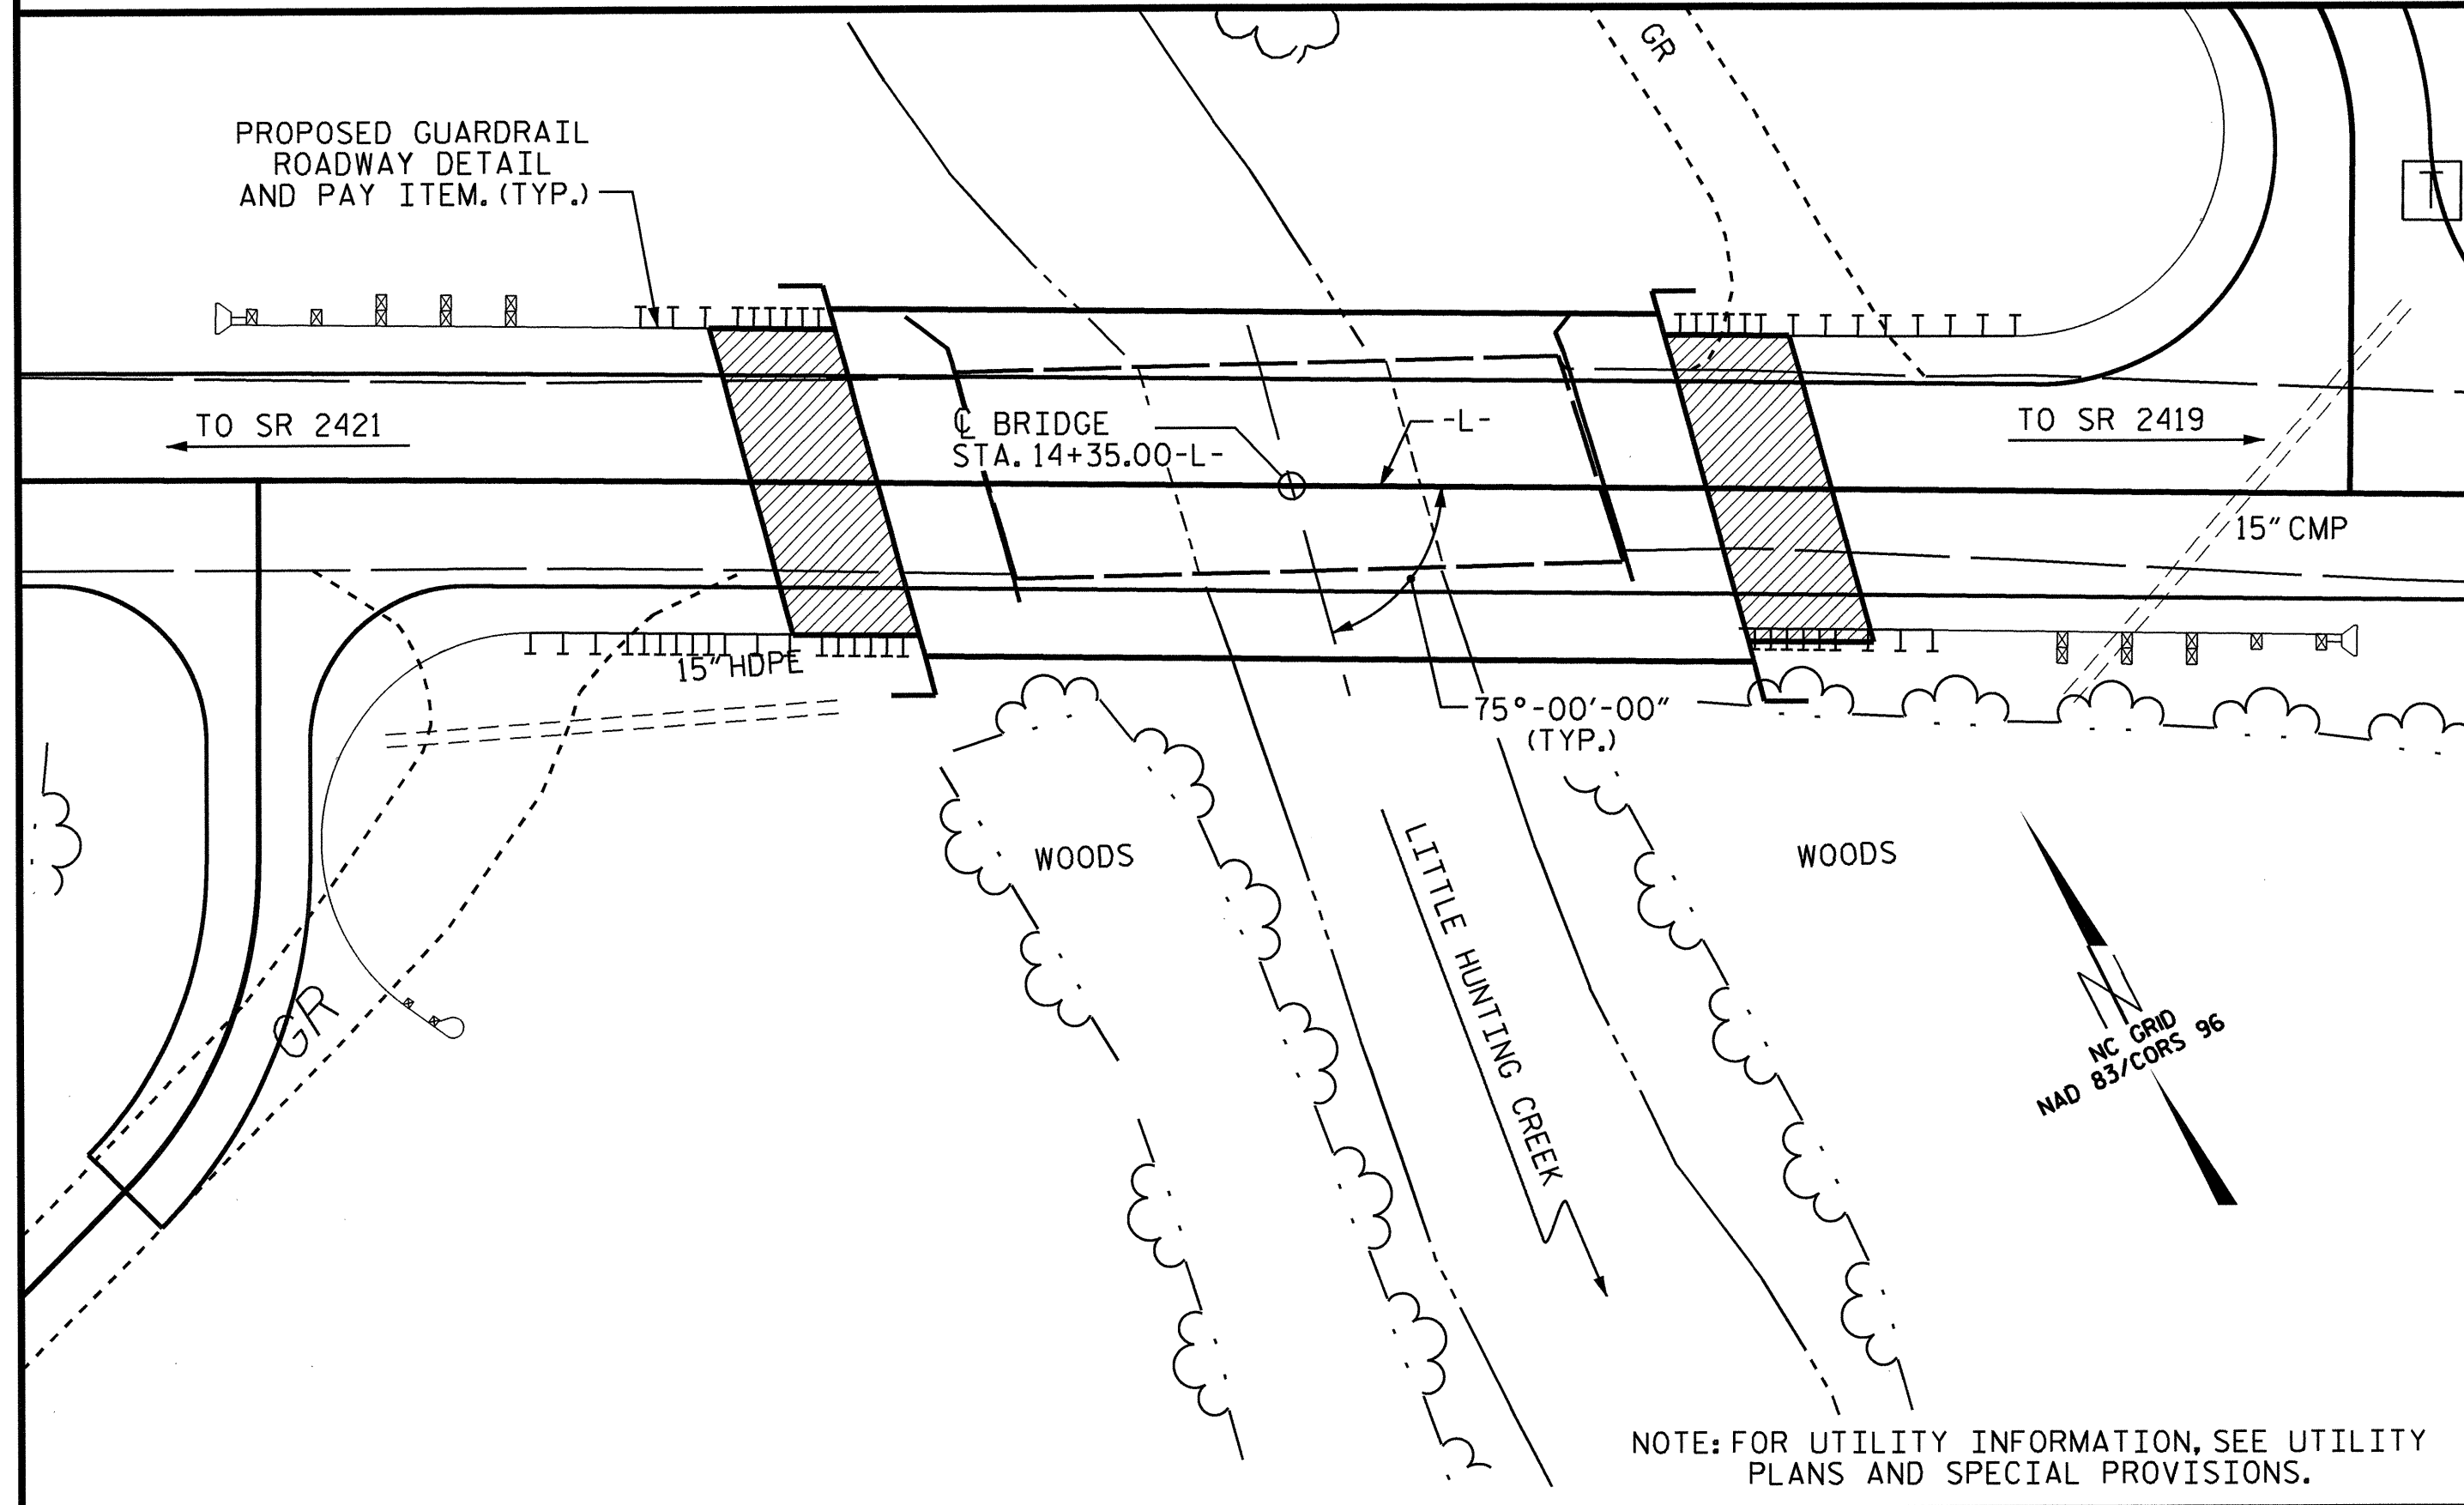 GR
PROPOSED GUARDRAIL
ROADWAY DETAIL
AND PAY ITEM. (TYP.)
T
TO SR 2421
℄ BRIDGE
STA. 14+35.00-L-
-L-
TO SR 2419
15" CMP
15" HDPE
75°-00'-00"
(TYP.)
WOODS
WOODS
LITTLE HUNTING CREEK
GR
N
NC GRID
NAD 83/CORS 96
NOTE: FOR UTILITY INFORMATION, SEE UTILITY
PLANS AND SPECIAL PROVISIONS.